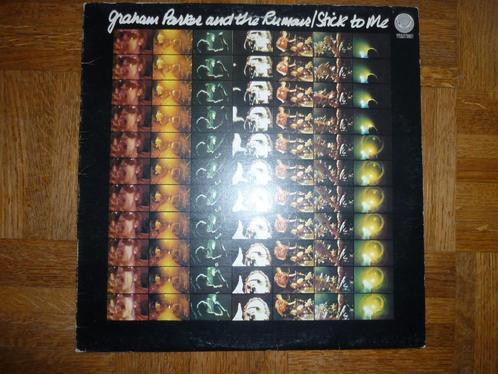 Graham Parker and the Rumour/Stick to Me